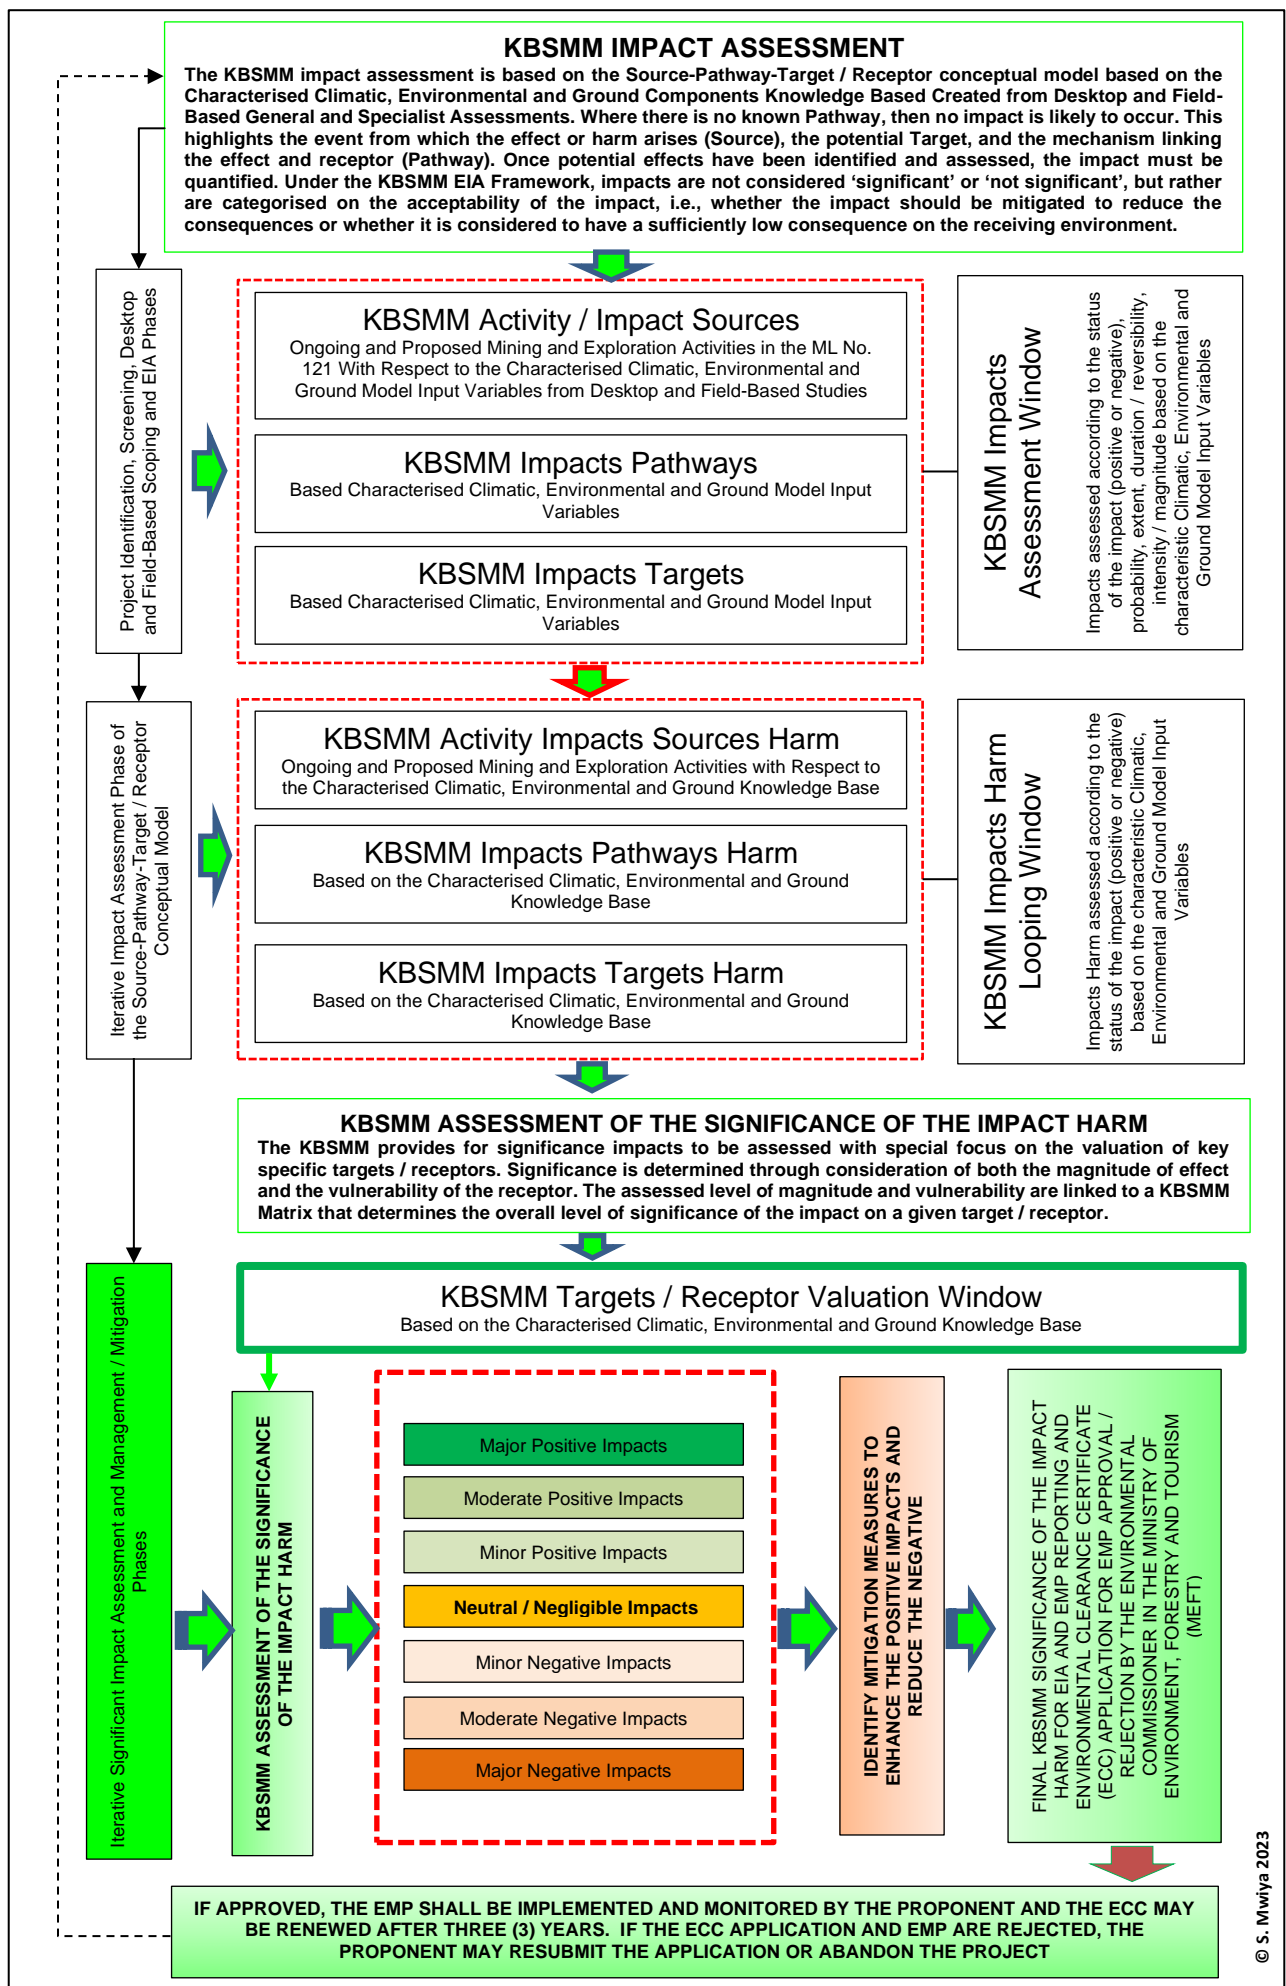 KBSMM IMPACT ASSESSMENT
The KBSMM impact assessment is based on the Source-Pathway-Target / Receptor conceptual model based on the
Characterised Climatic, Environmental and Ground Components Knowledge Based Created from Desktop and Field-
Based General and Specialist Assessments. Where there is no known Pathway, then no impact is likely to occur. This
highlights the event from which the effect or harm arises (Source), the potential Target, and the mechanism linking
the effect and receptor (Pathway). Once potential effects have been identified and assessed, the impact must be
quantified. Under the KBSMM EIA Framework, impacts are not considered ‘significant’ or ‘not significant’, but rather
are categorised on the acceptability of the impact, i.e., whether the impact should be mitigated to reduce the
consequences or whether it is considered to have a sufficiently low consequence on the receiving environment.
Project Identification, Screening, Desktop
and Field-Based Scoping and EIA Phases
KBSMM Activity / Impact Sources
Ongoing and Proposed Mining and Exploration Activities in the ML No.
121 With Respect to the Characterised Climatic, Environmental and
Ground Model Input Variables from Desktop and Field-Based Studies
KBSMM Impacts Pathways
Based Characterised Climatic, Environmental and Ground Model Input
Variables
KBSMM Impacts Targets
Based Characterised Climatic, Environmental and Ground Model Input
Variables
KBSMM Impacts
Assessment Window
Impacts assessed according to the status
of the impact (positive or negative),
probability, extent, duration / reversibility,
intensity / magnitude based on the
characteristic Climatic, Environmental and
Ground Model Input Variables
Iterative Impact Assessment Phase of
the Source-Pathway-Target / Receptor
Conceptual Model
KBSMM Activity Impacts Sources Harm
Ongoing and Proposed Mining and Exploration Activities with Respect to
the Characterised Climatic, Environmental and Ground Knowledge Base
KBSMM Impacts Pathways Harm
Based on the Characterised Climatic, Environmental and Ground
Knowledge Base
KBSMM Impacts Targets Harm
Based on the Characterised Climatic, Environmental and Ground
Knowledge Base
KBSMM Impacts Harm
Looping Window
Impacts Harm assessed according to the
status of the impact (positive or negative)
based on the characteristic Climatic,
Environmental and Ground Model Input
Variables
KBSMM ASSESSMENT OF THE SIGNIFICANCE OF THE IMPACT HARM
The KBSMM provides for significance impacts to be assessed with special focus on the valuation of key
specific targets / receptors. Significance is determined through consideration of both the magnitude of effect
and the vulnerability of the receptor. The assessed level of magnitude and vulnerability are linked to a KBSMM
Matrix that determines the overall level of significance of the impact on a given target / receptor.
KBSMM Targets / Receptor Valuation Window
Based on the Characterised Climatic, Environmental and Ground Knowledge Base
Iterative Significant Impact Assessment and Management / Mitigation
Phases
KBSMM ASSESSMENT OF THE SIGNIFICANCE
OF THE IMPACT HARM
Major Positive Impacts
Moderate Positive Impacts
Minor Positive Impacts
Neutral / Negligible Impacts
Minor Negative Impacts
Moderate Negative Impacts
Major Negative Impacts
IDENTIFY MITIGATION MEASURES TO
ENHANCE THE POSITIVE IMPACTS AND
REDUCE THE NEGATIVE
FINAL KBSMM SIGNIFICANCE OF THE IMPACT
HARM FOR EIA AND EMP REPORTING AND
ENVIRONMENTAL CLEARANCE CERTIFICATE
(ECC) APPLICATION FOR EMP APPROVAL /
REJECTION BY THE ENVIRONMENTAL
COMMISSIONER IN THE MINISTRY OF
ENVIRONMENT, FORESTRY AND TOURISM
(MEFT)
IF APPROVED, THE EMP SHALL BE IMPLEMENTED AND MONITORED BY THE PROPONENT AND THE ECC MAY
BE RENEWED AFTER THREE (3) YEARS. IF THE ECC APPLICATION AND EMP ARE REJECTED, THE
PROPONENT MAY RESUBMIT THE APPLICATION OR ABANDON THE PROJECT
© S. Mwiya 2023